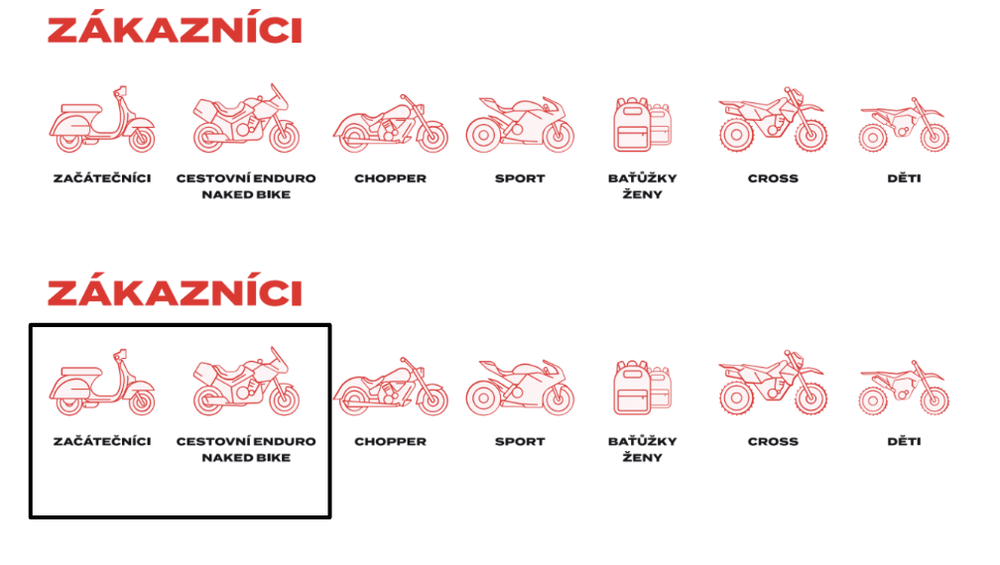 ZÁKAZNÍCI
ZAČÁTEČNÍCI CESTOVNÍ ENDURO CHOPPER SPORT BAŤŮŽKY CROSS DĚTI
NAKED BIKE ŽENY
ZÁKAZNÍCI
ZAČÁTEČNÍCI CESTOVNÍ ENDURO CHOPPER SPORT BAŤŮŽKY CROSS DĚTI
NAKED BIKE ŽENY